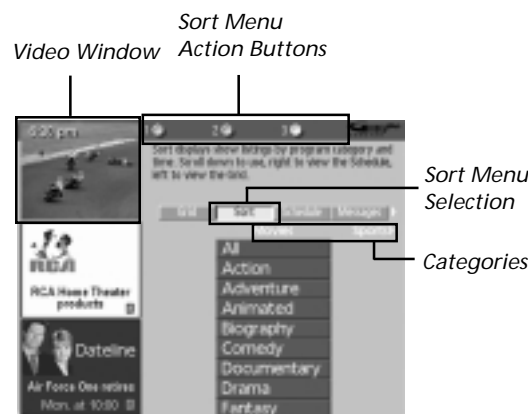 Sort Menu
Action Buttons
Video Window
6:35 pm
1
2
3
Sort displays show listings by program category and
time. Scroll down to use, right to view the Schedule,
left to view the Grid.
Sort Menu
Selection
Grid
Sort
Schedule
Messages
Movies
Sports
Categories
RCA
RCA Home Theater
products
All
Action
Adventure
Animated
Biography
Comedy
Documentary
Drama
Fantasy
Dateline
Air Force One retires
Mon. at 10:00